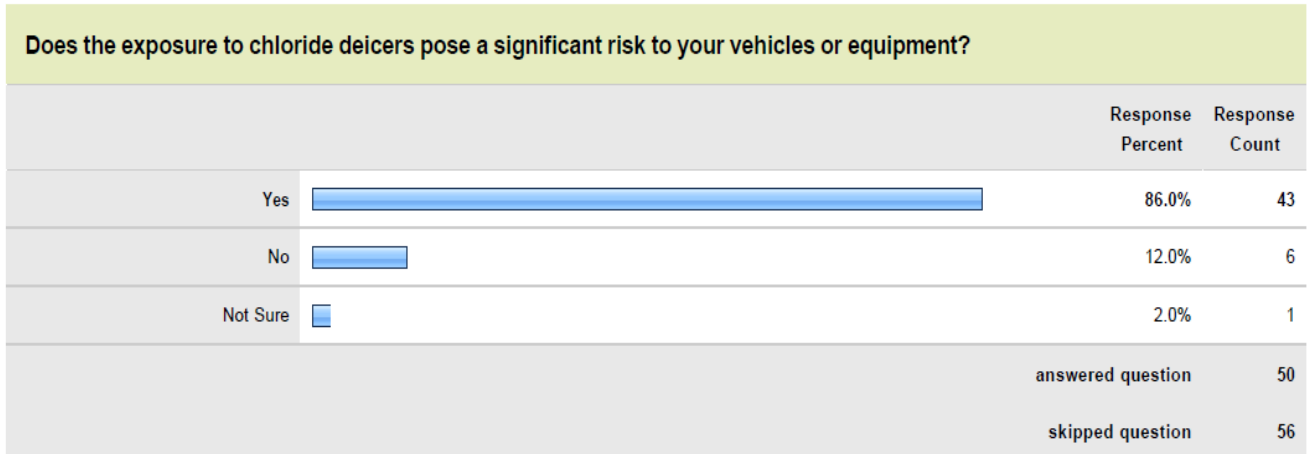 Does the exposure to chloride deicers pose a significant risk to your vehicles or equipment?
Response Percent Response Count
Yes 86.0% 43
No 12.0% 6
Not Sure 2.0% 1
answered question 50
skipped question 56